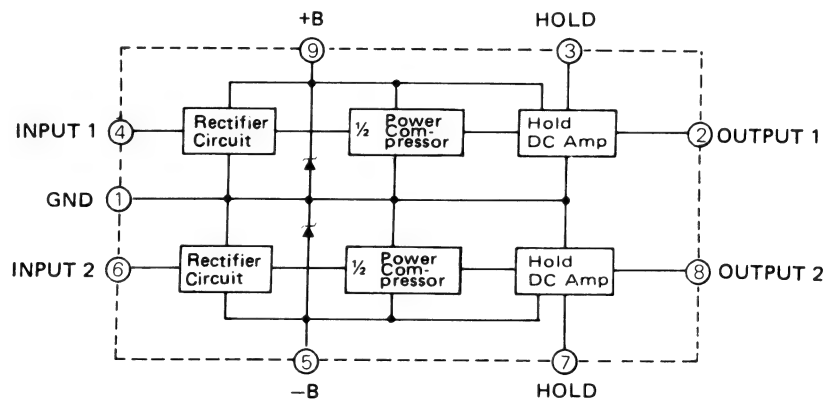 +B
HOLD
9
3
INPUT 1
4
Rectifier
Circuit
½
Power
Com-
pressor
Hold
DC Amp
2
OUTPUT 1
GND
1
INPUT 2
6
Rectifier
Circuit
½
Power
Com-
pressor
Hold
DC Amp
8
OUTPUT 2
5
7
−B
HOLD